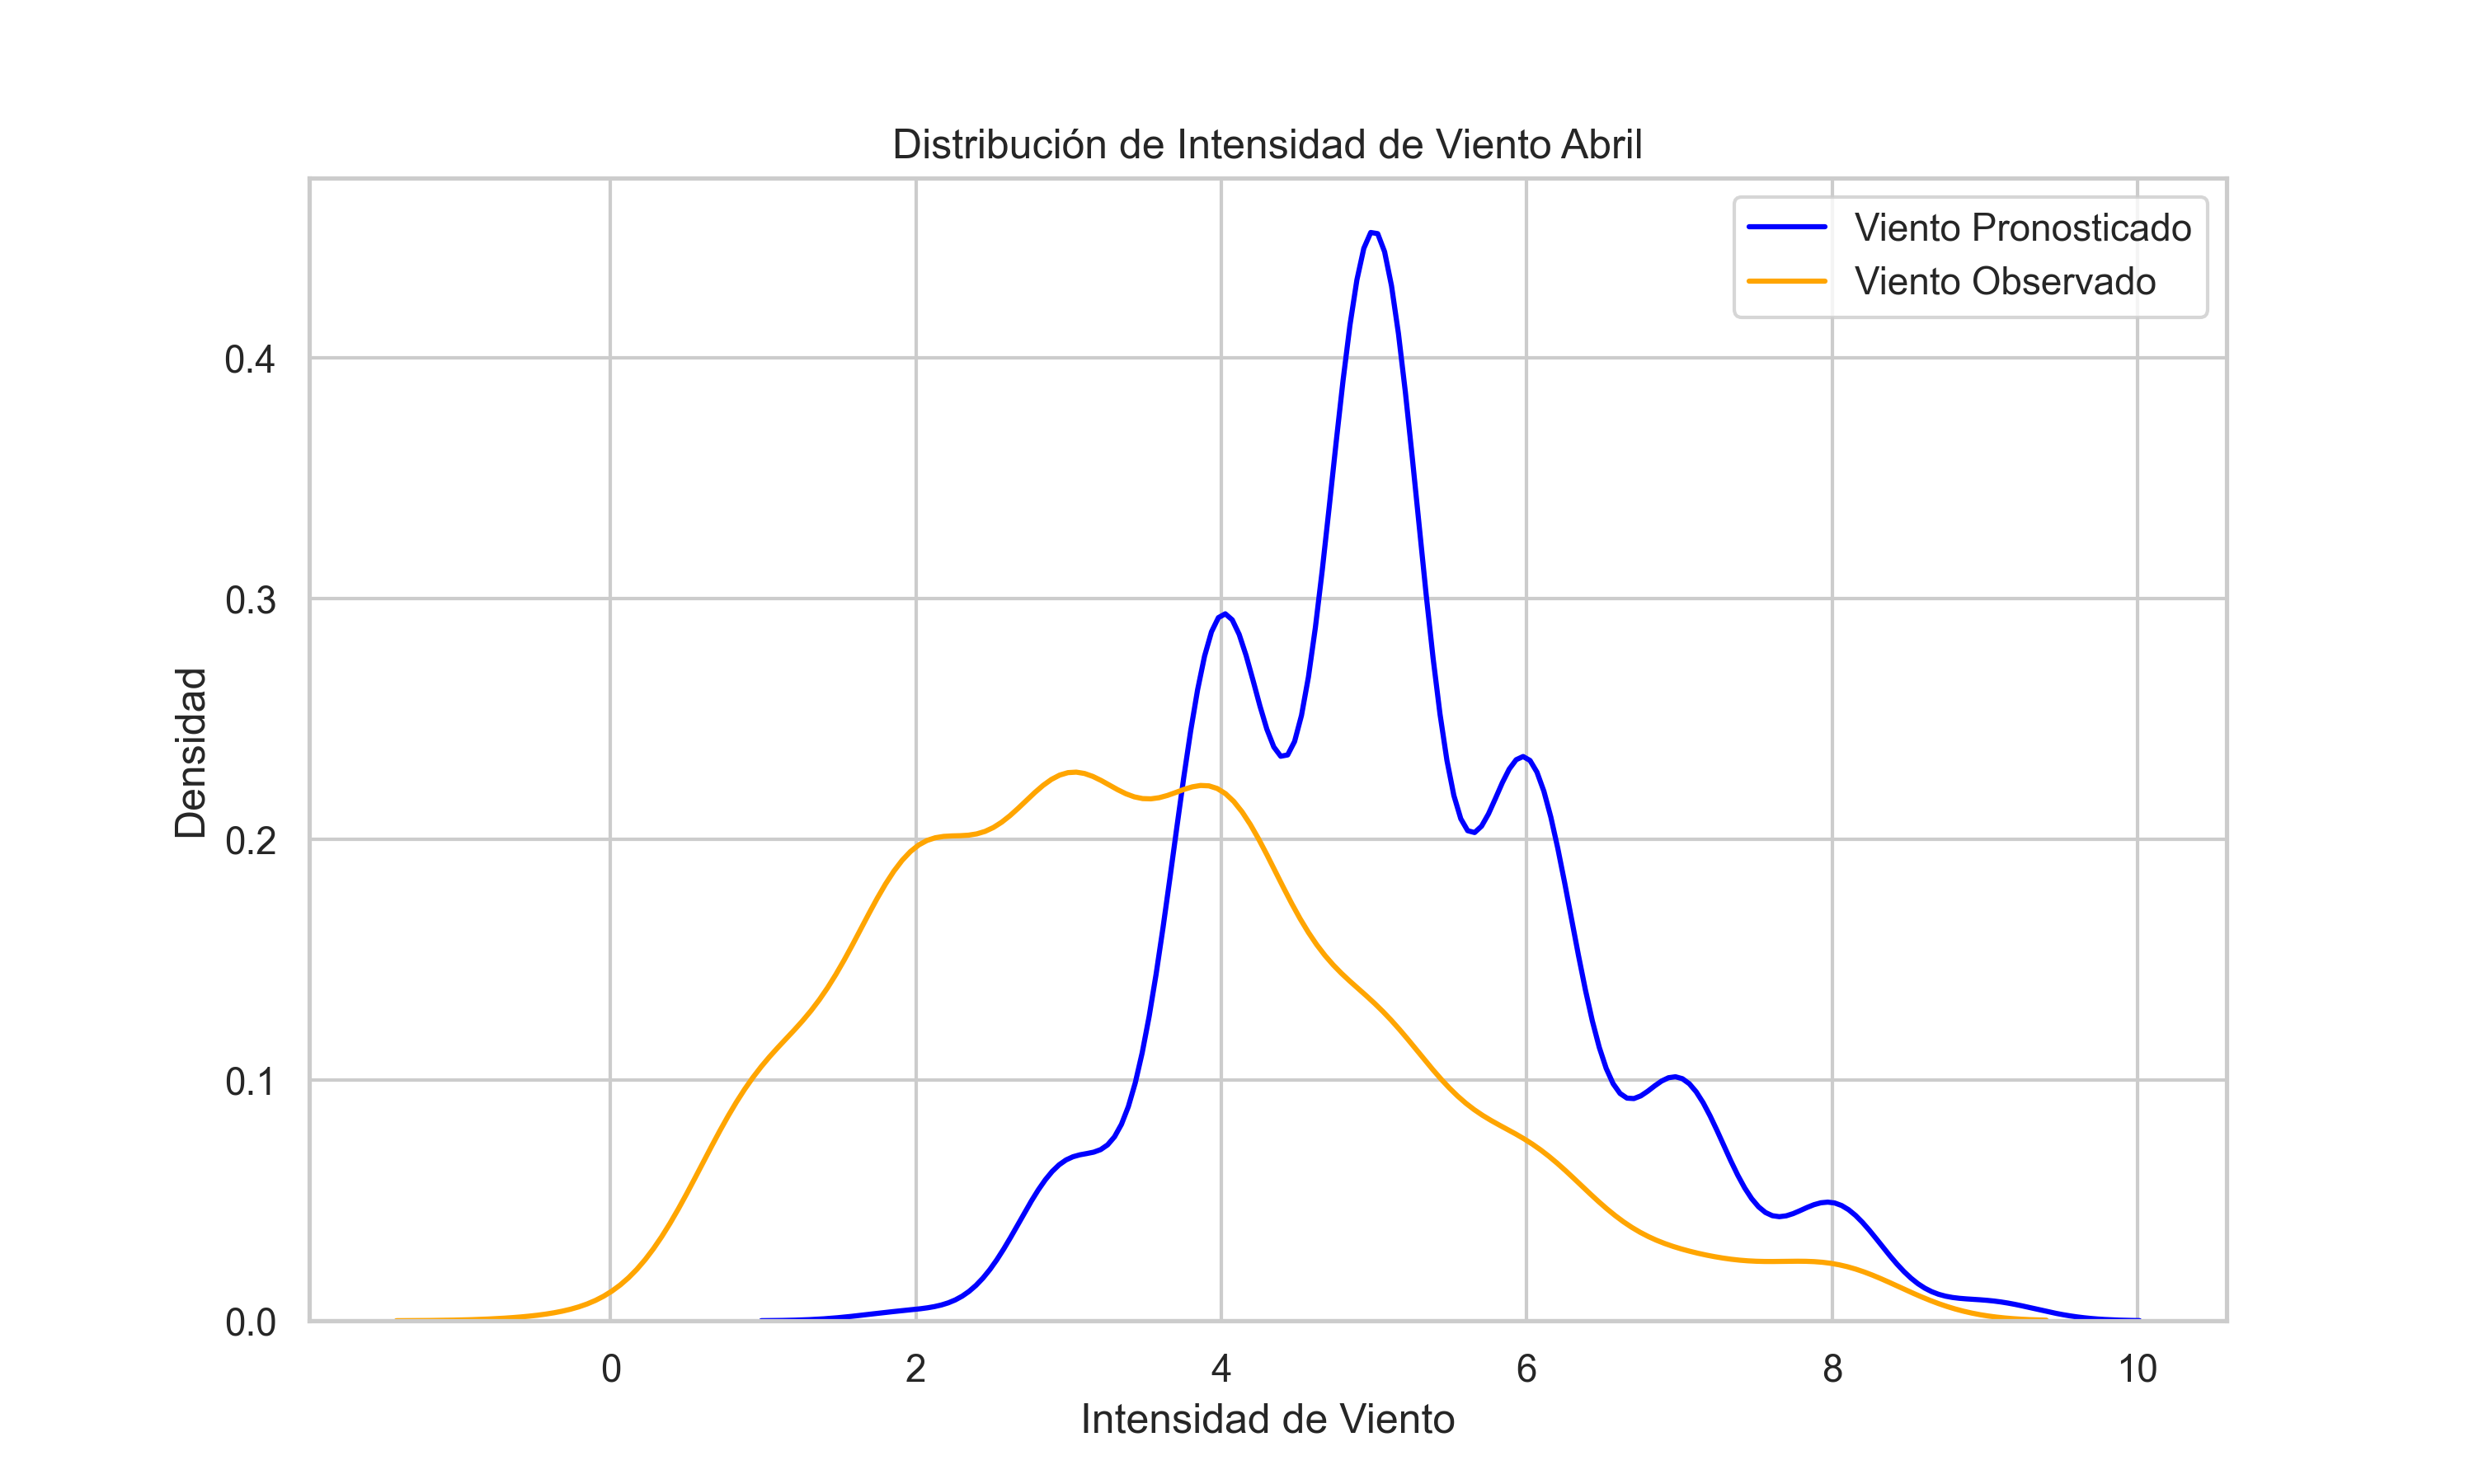 Distribución de Intensidad de Viento Abril
Viento Pronosticado
Viento Observado
0.4
0.3
0.2
0.1
0.0
Densidad
0
2
4
6
8
10
Intensidad de Viento